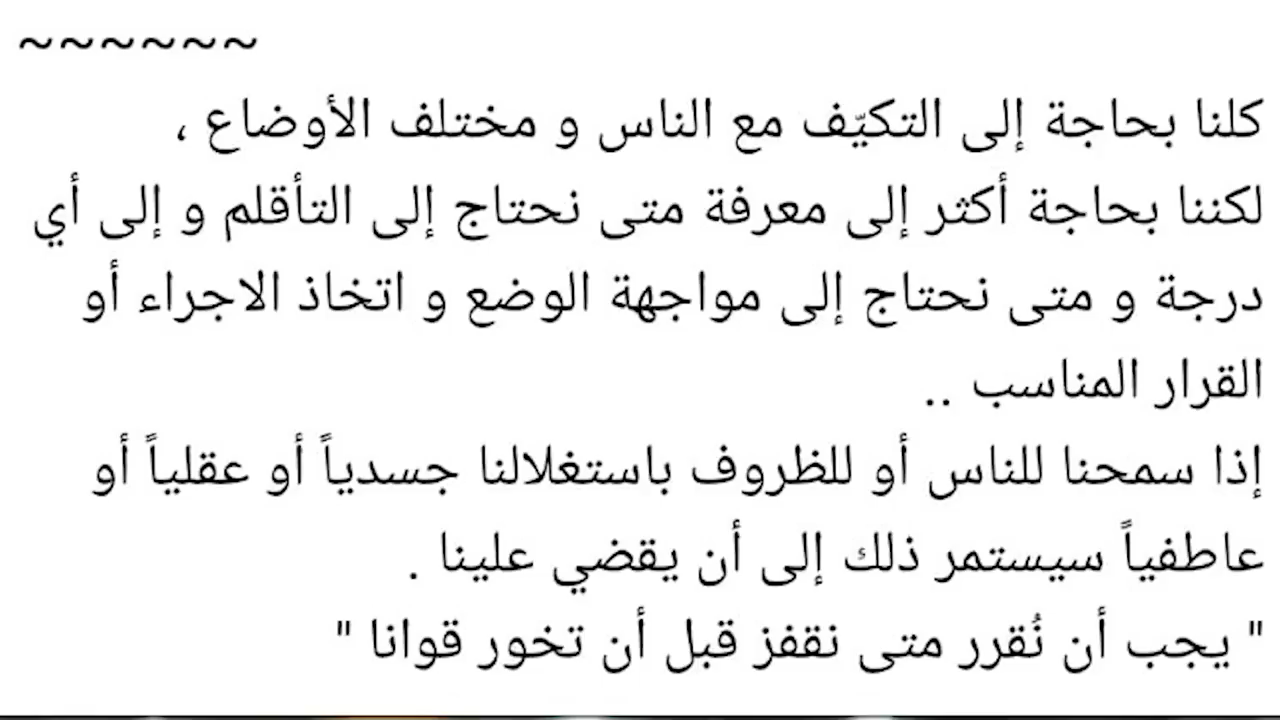 ~~~~~~
كلنا بحاجة إلى التكيّف مع الناس و مختلف الأوضاع ،
لكننا بحاجة أكثر إلى معرفة متى نحتاج إلى التأقلم و إلى أي
درجة و متى نحتاج إلى مواجهة الوضع و اتخاذ الاجراء أو
القرار المناسب ..
إذا سمحنا للناس أو للظروف باستغلالنا جسدياً أو عقلياً أو
عاطفياً سيستمر ذلك إلى أن يقضي علينا .
" يجب أن نُقرر متى نقفز قبل أن تخور قوانا "